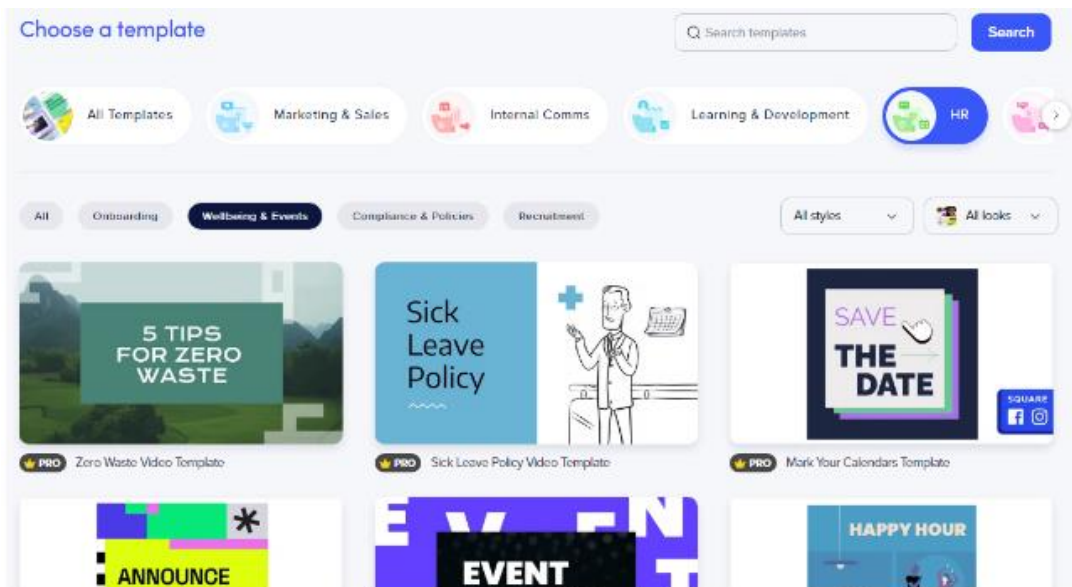 Choose a template
Search templates
Search
All Templates
Marketing & Sales
Internal Comms
Learning & Development
HR
All
Onboarding
Wellbeing & Events
Compliance & Policies
Recruitment
All styles
All looks
5 TIPS
FOR ZERO
WASTE
Sick
Leave
Policy
SAVE
THE
DATE
SQUARE
PRO Zero Waste Video Template
PRO Sick Leave Policy Video Template
PRO Mark Your Calendars Template
ANNOUNCE
EVENT
HAPPY HOUR